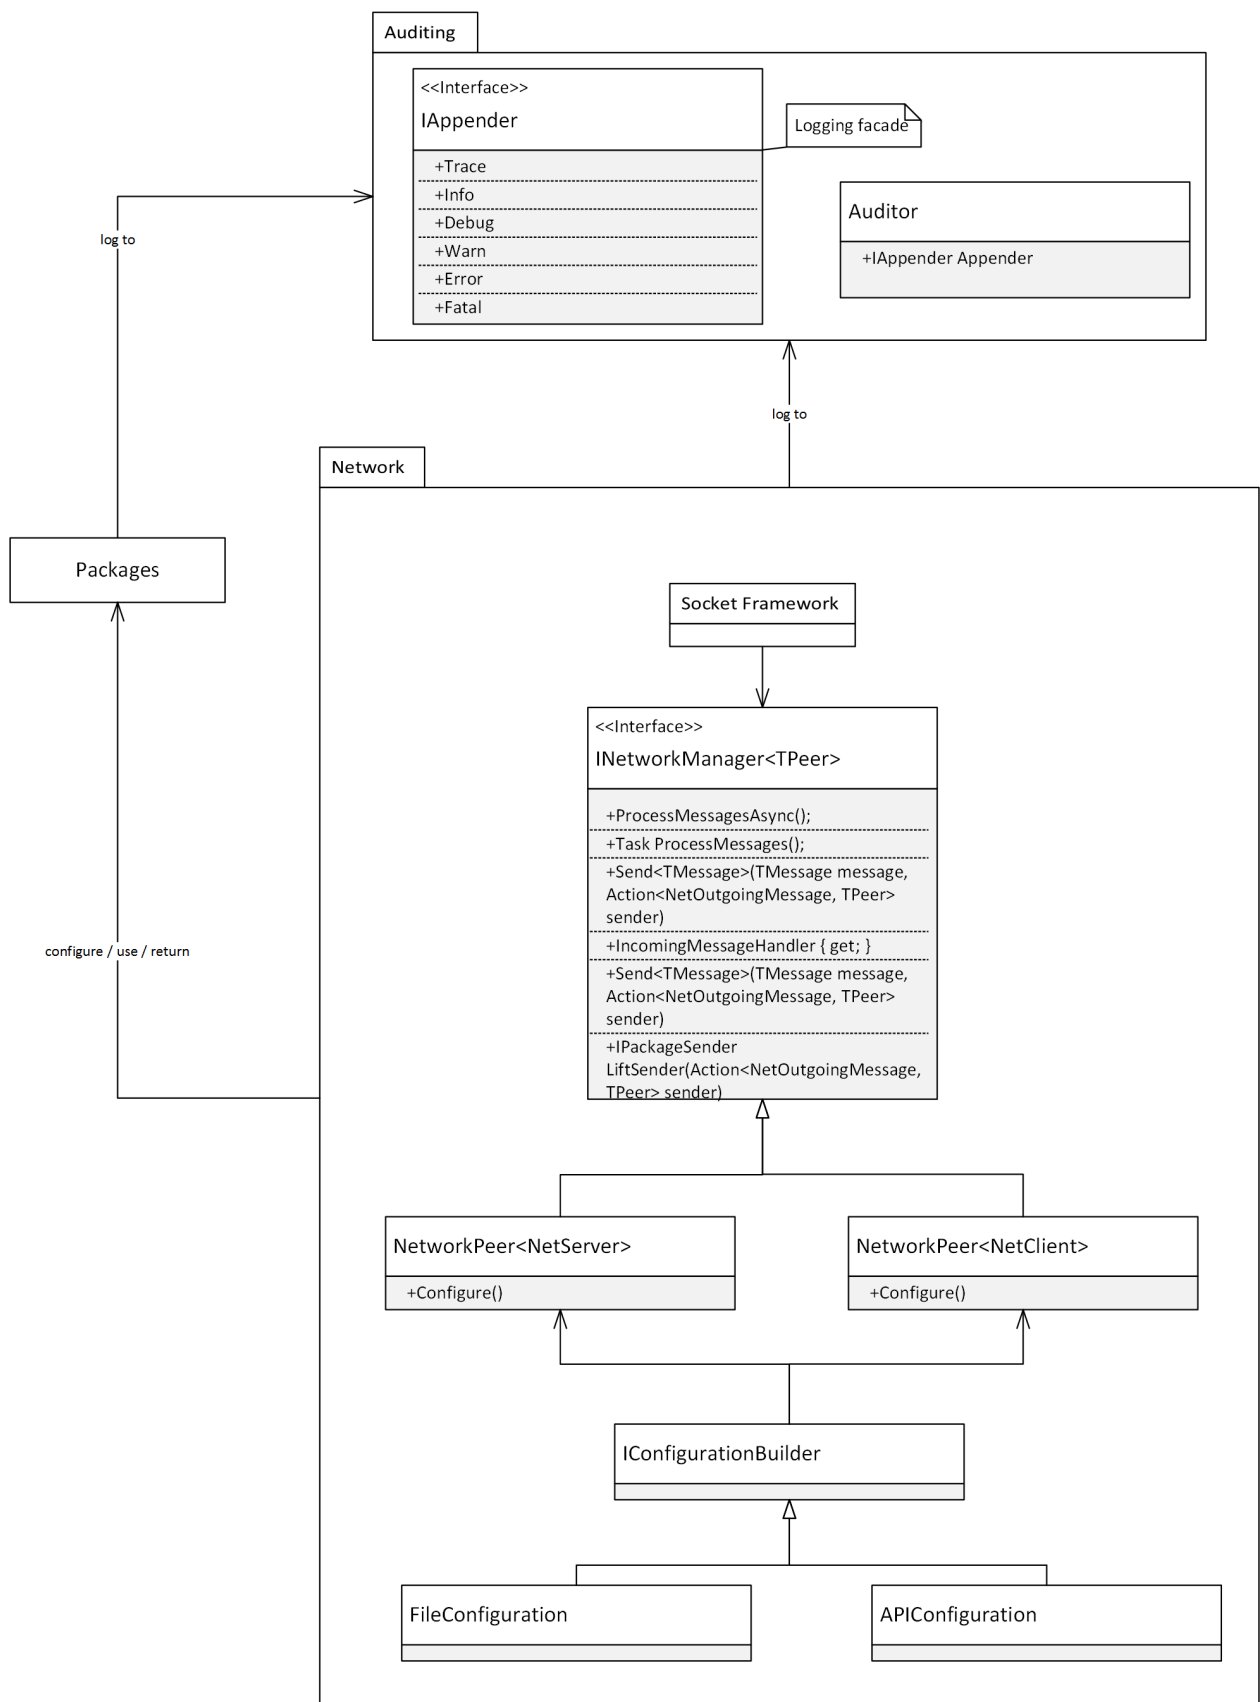 Auditing
<<Interface>>
IAppender
+Trace
+Info
+Debug
+Warn
+Error
+Fatal
Logging facade
Auditor
+IAppender Appender
log to
log to
Network
Packages
Socket Framework
<<Interface>>
INetworkManager<TPeer>
+ProcessMessagesAsync();
+Task ProcessMessages();
+Send<TMessage>(TMessage message,
Action<NetOutgoingMessage, TPeer>
sender)
+IncomingMessageHandler { get; }
+Send<TMessage>(TMessage message,
Action<NetOutgoingMessage, TPeer>
sender)
+IPackageSender
LiftSender(Action<NetOutgoingMessage,
TPeer> sender)
configure / use / return
NetworkPeer<NetServer>
+Configure()
NetworkPeer<NetClient>
+Configure()
IConfigurationBuilder
FileConfiguration
APIConfiguration